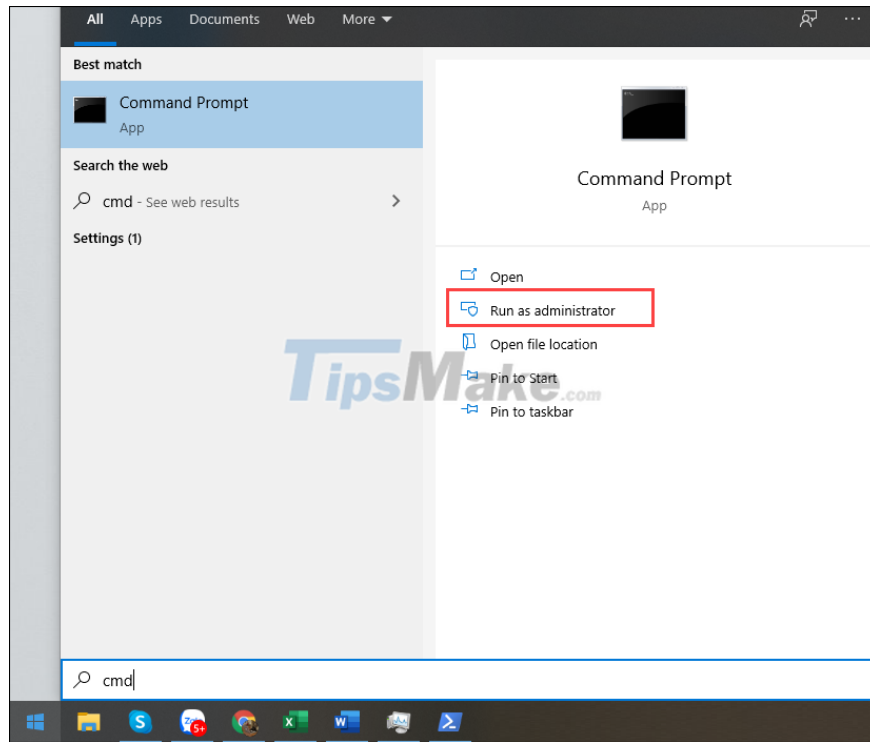 All Apps Documents Web More
Best match
Command Prompt
App
Search the web
cmd - See web results
Settings (1)
Command Prompt
App
Open
Run as administrator
Open file location
Pin to Start
Pin to taskbar
TipsMake.com
cmd
S
Zalo
5+
X
W